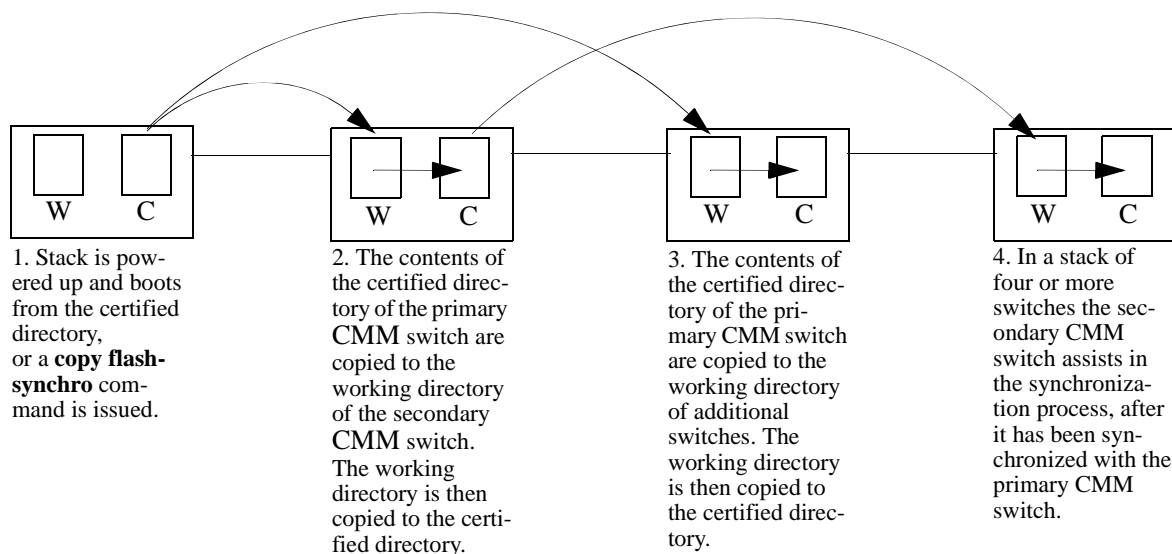 W C
W C
W C
W C
1. Stack is pow-
ered up and boots
from the certified
directory,
or a copy flash-
synchro com-
mand is issued.
2. The contents of
the certified direc-
tory of the primary
CMM switch are
copied to the
working directory
of the secondary
CMM switch.
The working
directory is then
copied to the certi-
fied directory.
3. The contents of
the certified direc-
tory of the pri-
mary CMM switch
are copied to the
working directory
of additional
switches. The
working directory
is then copied to
the certified direc-
tory.
4. In a stack of
four or more
switches the sec-
ondary CMM
switch assists in
the synchroniza-
tion process, after
it has been syn-
chronized with the
primary CMM
switch.